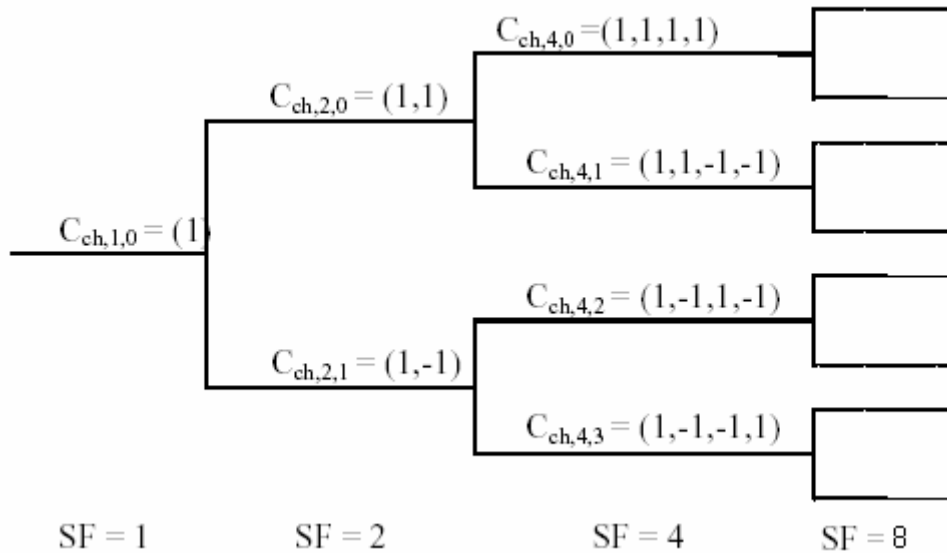 C_ch,4,0 = (1,1,1,1)
C_ch,2,0 = (1,1)
C_ch,4,1 = (1,1,-1,-1)
C_ch,1,0 = (1)
C_ch,4,2 = (1,-1,1,-1)
C_ch,2,1 = (1,-1)
C_ch,4,3 = (1,-1,-1,1)
SF = 1 SF = 2 SF = 4 SF = 8